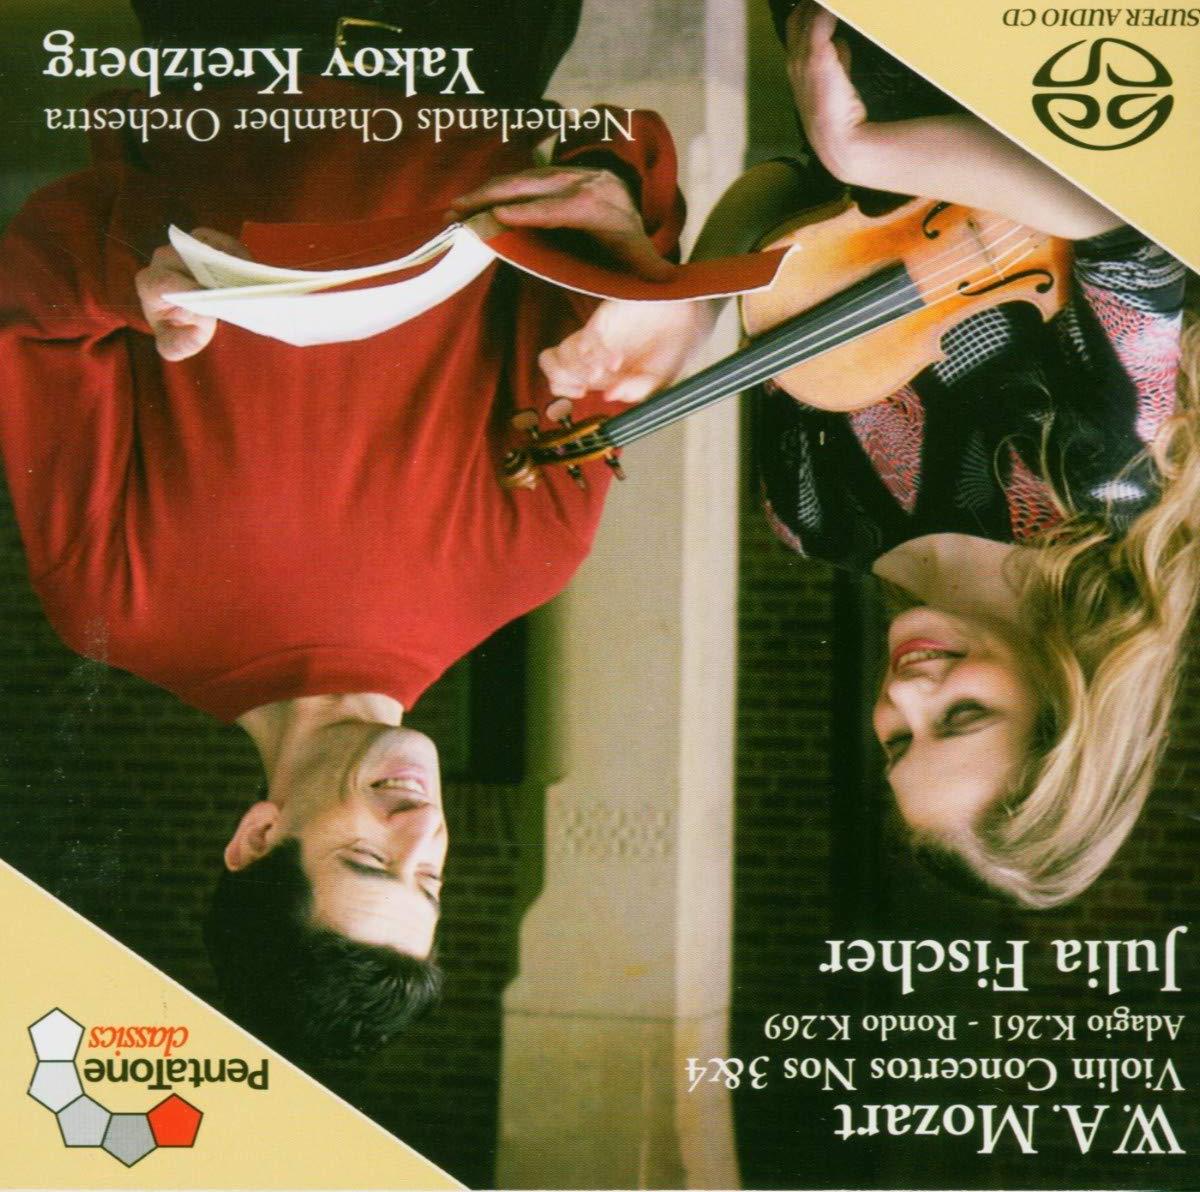 W.A. Mozart
Violin Concertos Nos 3&4
Adagio K.261 - Rondo K.269
Julia Fischer
PentaTone
classics
Netherlands Chamber Orchestra
Yakov Kreizberg
SUPER AUDIO CD